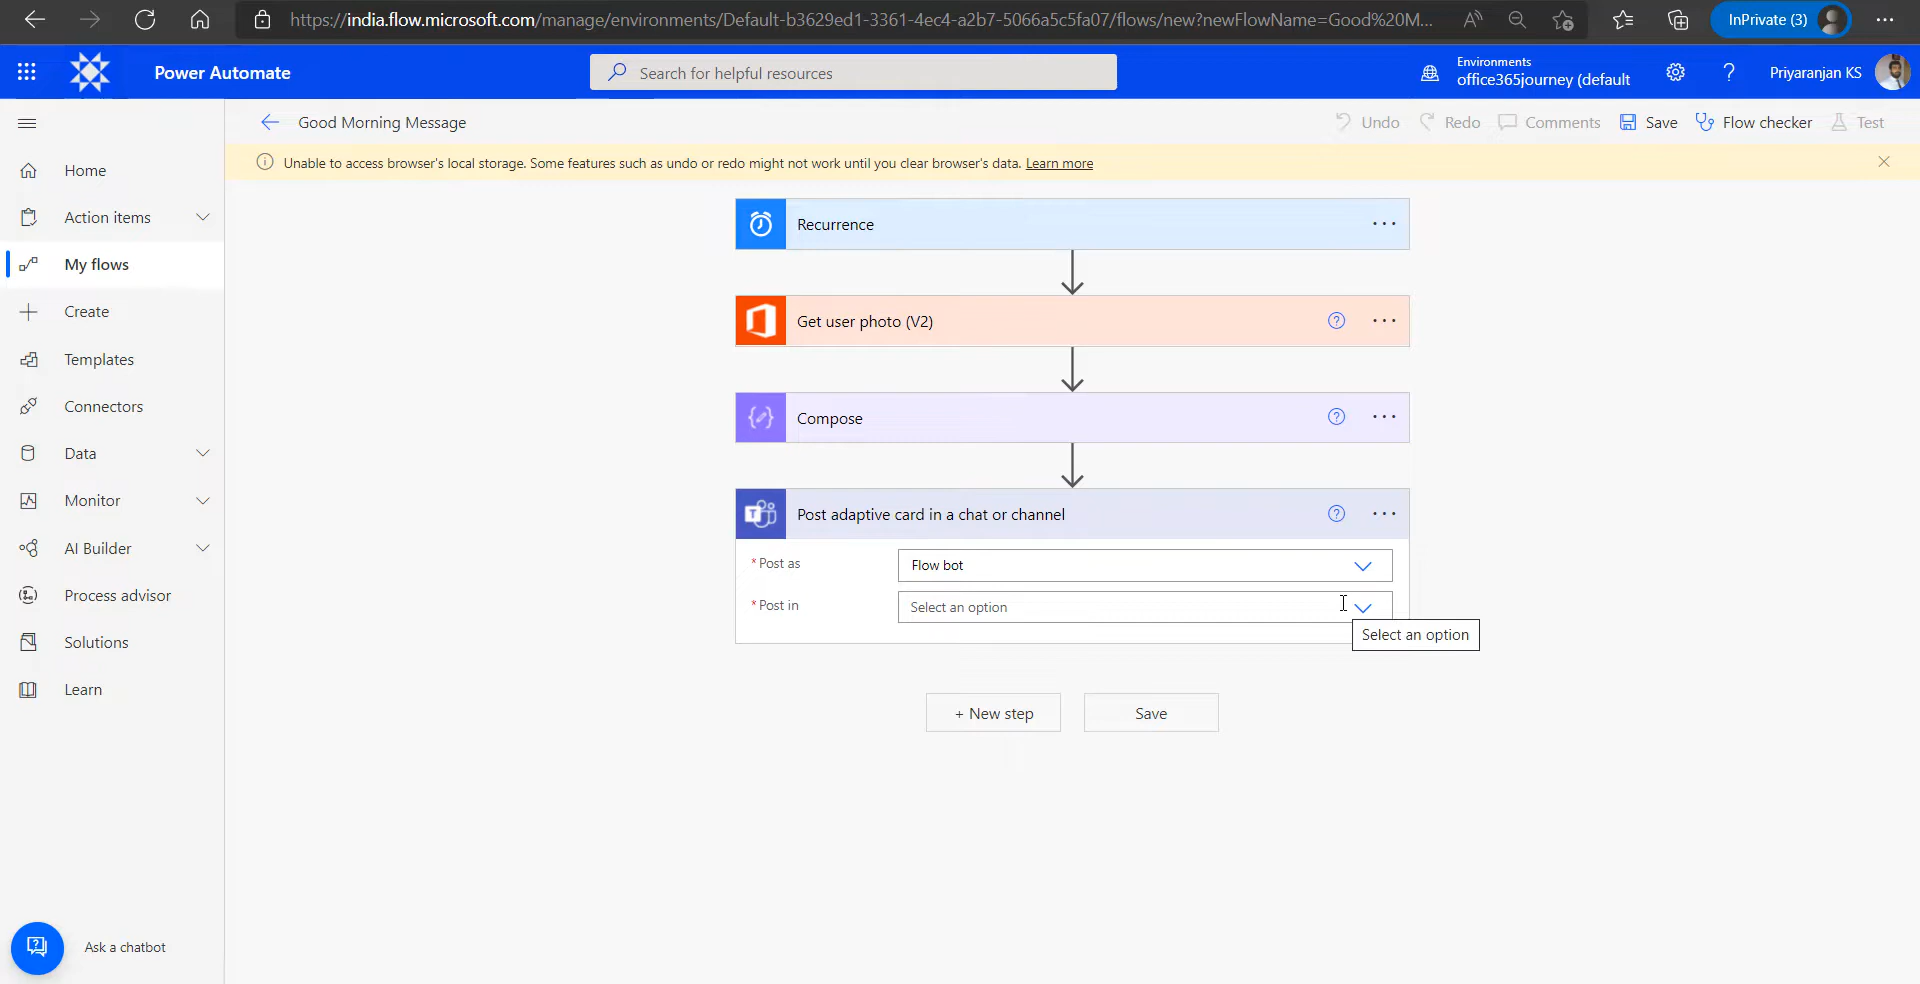 https://india.flow.microsoft.com/manage/environments/Default-b3629ed1-3361-4ec4-a2b7-5066a5c5fa07/flows/new?newFlowName=Good%20M...
InPrivate (3)
Power Automate
Search for helpful resources
Environments
office365journey (default
Priyaranjan KS
Good Morning Message
Undo
Redo
Comments
Save
Flow checker
Test
Unable to access browser's local storage. Some features such as undo or redo might not work until you clear browser's data. Learn more
Home
Action items
My flows
Create
Templates
Connectors
Data
Monitor
AI Builder
Process advisor
Solutions
Learn
Ask a chatbot
Recurrence
Get user photo (V2)
Compose
Post adaptive card in a chat or channel
* Post as
Flow bot
* Post in
Select an option
Select an option
+ New step
Save